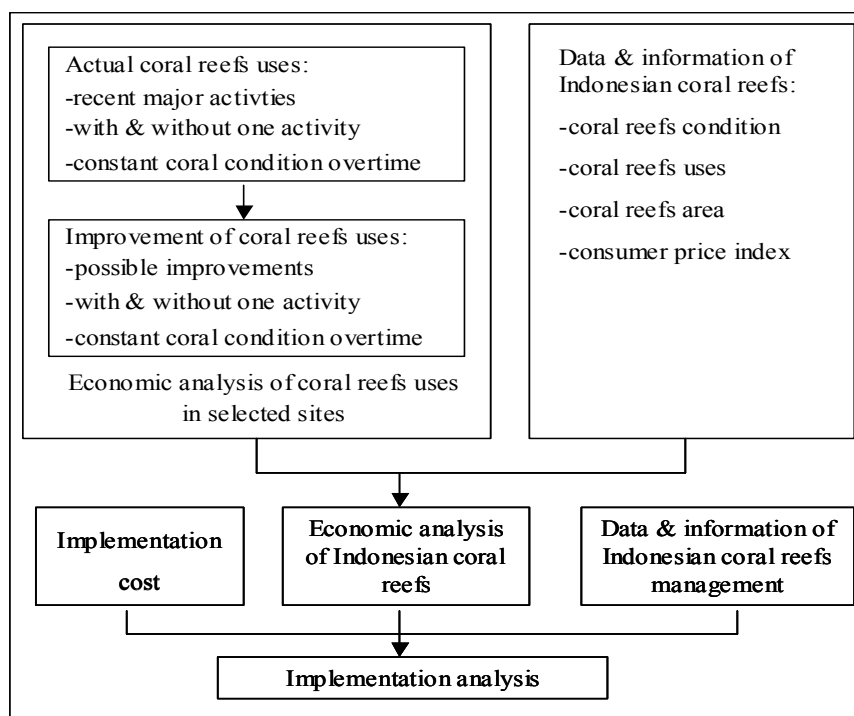 Actual coral reefs uses:
-recent major activties
-with & without one activity
-constant coral condition overtime
Improvement of coral reefs uses:
-possible improvements
-with & without one activity
-constant coral condition overtime
Economic analysis of coral reefs uses
in selected sites
Data & information of
Indonesian coral reefs:
-coral reefs condition
-coral reefs uses
-coral reefs area
-consumer price index
Implementation
cost
Economic analysis
of Indonesian coral
reefs
Data & information of
Indonesian coral reefs
management
Implementation analysis